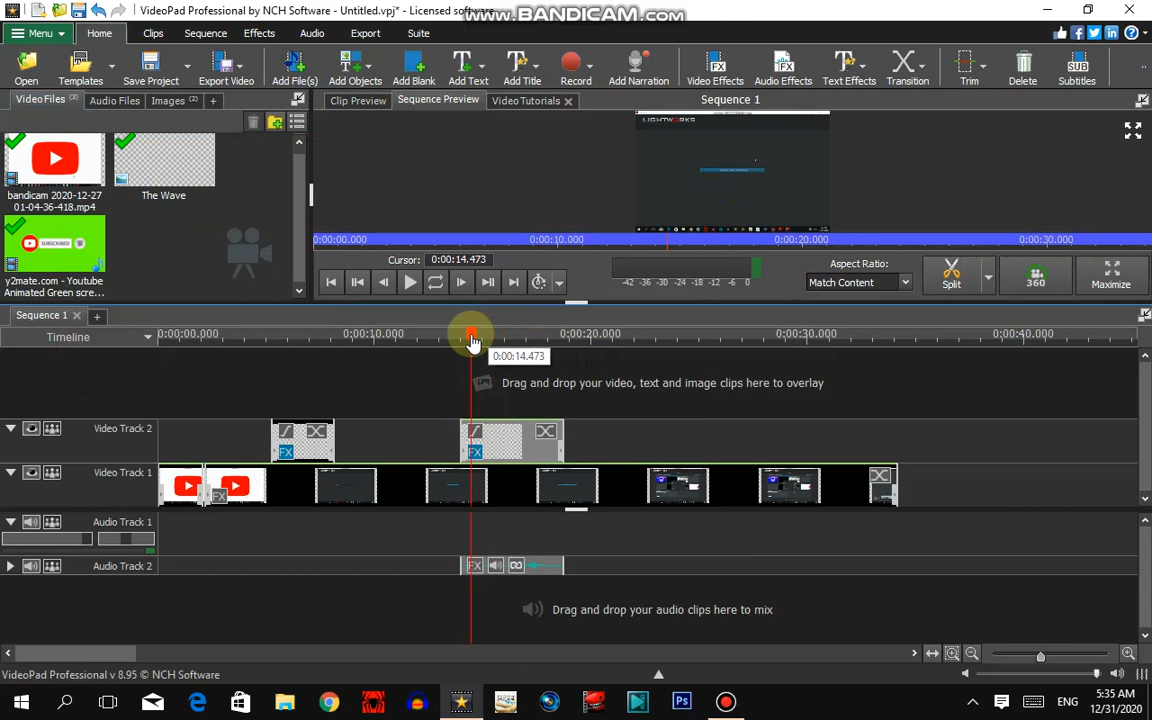 VideoPad Professional by NCH Software - Untitled.vpj* - Licensed software
www.BANDICAM.com
Menu Home Clips Sequence Effects Audio Export Suite
Open Templates Save Project Export Video Add File(s) Add Objects Add Blank Add Text Add Title Record Add Narration Video Effects Audio Effects Text Effects Transition Trim Delete Subtitles
Video Files (3) Audio Files Images (2) +
Clip Preview Sequence Preview Video Tutorials Sequence 1
LIGHTWORKS
bandicam 2020-12-27 01-04-36-418.mp4
The Wave
SUBSCRIBED
y2mate.com - Youtube Animated Green scre...
0:00:00.000 0:00:10.000 0:00:20.000 0:00:30.000
Cursor: 0:00:14.473
-42 -36 -30 -24 -18 -12 -6 0
Aspect Ratio:
Match Content
Split
360
Maximize
Sequence 1 +
Timeline
0:00:00.000 0:00:10.000 0:00:20.000 0:00:30.000 0:00:40.000
0:00:14.473
Drag and drop your video, text and image clips here to overlay
Video Track 2
FX FX
Video Track 1
FX
Audio Track 1
Audio Track 2
FX
Drag and drop your audio clips here to mix
VideoPad Professional v 8.95 © NCH Software
Ps
ENG
5:35 AM
12/31/2020